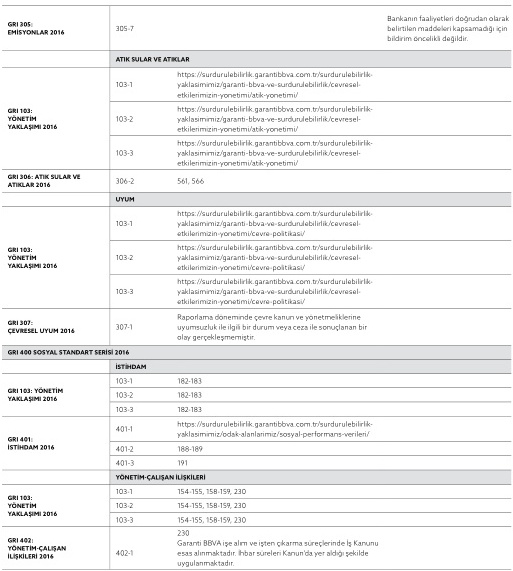 GRI 305:
EMİSYONLAR 2016
305-7
Bankanın faaliyetleri doğrudan olarak
belirtilen maddeleri kapsamadığı için
bildirim öncelikli değildir.
ATIK SULAR VE ATIKLAR
GRI 103:
YÖNETİM
YAKLAŞIMI 2016
103-1
https://surdurulebilirlik.garantibbva.com.tr/surdurulebilirlik-
yaklasimimiz/garanti-bbva-ve-surdurulebilirlik/cevresel-
etkilerimizin-yonetimi/atik-yonetimi/
103-2
https://surdurulebilirlik.garantibbva.com.tr/surdurulebilirlik-
yaklasimimiz/garanti-bbva-ve-surdurulebilirlik/cevresel-
etkilerimizin-yonetimi/atik-yonetimi/
103-3
https://surdurulebilirlik.garantibbva.com.tr/surdurulebilirlik-
yaklasimimiz/garanti-bbva-ve-surdurulebilirlik/cevresel-
etkilerimizin-yonetimi/atik-yonetimi/
GRI 306: ATIK SULAR VE
ATIKLAR 2016
306-2
561, 566
UYUM
GRI 103:
YÖNETİM
YAKLAŞIMI 2016
103-1
https://surdurulebilirlik.garantibbva.com.tr/surdurulebilirlik-
yaklasimimiz/garanti-bbva-ve-surdurulebilirlik/cevresel-
etkilerimizin-yonetimi/cevre-politikasi/
103-2
https://surdurulebilirlik.garantibbva.com.tr/surdurulebilirlik-
yaklasimimiz/garanti-bbva-ve-surdurulebilirlik/cevresel-
etkilerimizin-yonetimi/cevre-politikasi/
103-3
https://surdurulebilirlik.garantibbva.com.tr/surdurulebilirlik-
yaklasimimiz/garanti-bbva-ve-surdurulebilirlik/cevresel-
etkilerimizin-yonetimi/cevre-politikasi/
GRI 307:
ÇEVRESEL UYUM 2016
307-1
Raporlama döneminde çevre kanun ve yönetmeliklerine
uyumsuzluk ile ilgili bir durum veya ceza ile sonuçlanan bir
olay gerçekleşmemiştir.
GRI 400 SOSYAL STANDART SERİSİ 2016
İSTİHDAM
GRI 103: YÖNETİM
YAKLAŞIMI 2016
103-1
182-183
103-2
182-183
103-3
182-183
GRI 401:
İSTİHDAM 2016
401-1
https://surdurulebilirlik.garantibbva.com.tr/surdurulebilirlik-
yaklasimimiz/odak-alanlarimiz/sosyal-performans-verileri/
401-2
188-189
401-3
191
YÖNETİM-ÇALIŞAN İLİŞKİLERİ
GRI 103:
YÖNETİM
YAKLAŞIMI 2016
103-1
154-155, 158-159, 230
103-2
154-155, 158-159, 230
103-3
154-155, 158-159, 230
GRI 402:
YÖNETİM-ÇALIŞAN
İLİŞKİLERİ 2016
402-1
230
Garanti BBVA işe alım ve işten çıkarma süreçlerinde İş Kanunu
esas alınmaktadır. İhbar süreleri Kanun'da yer aldığı şekilde
uygulanmaktadır.